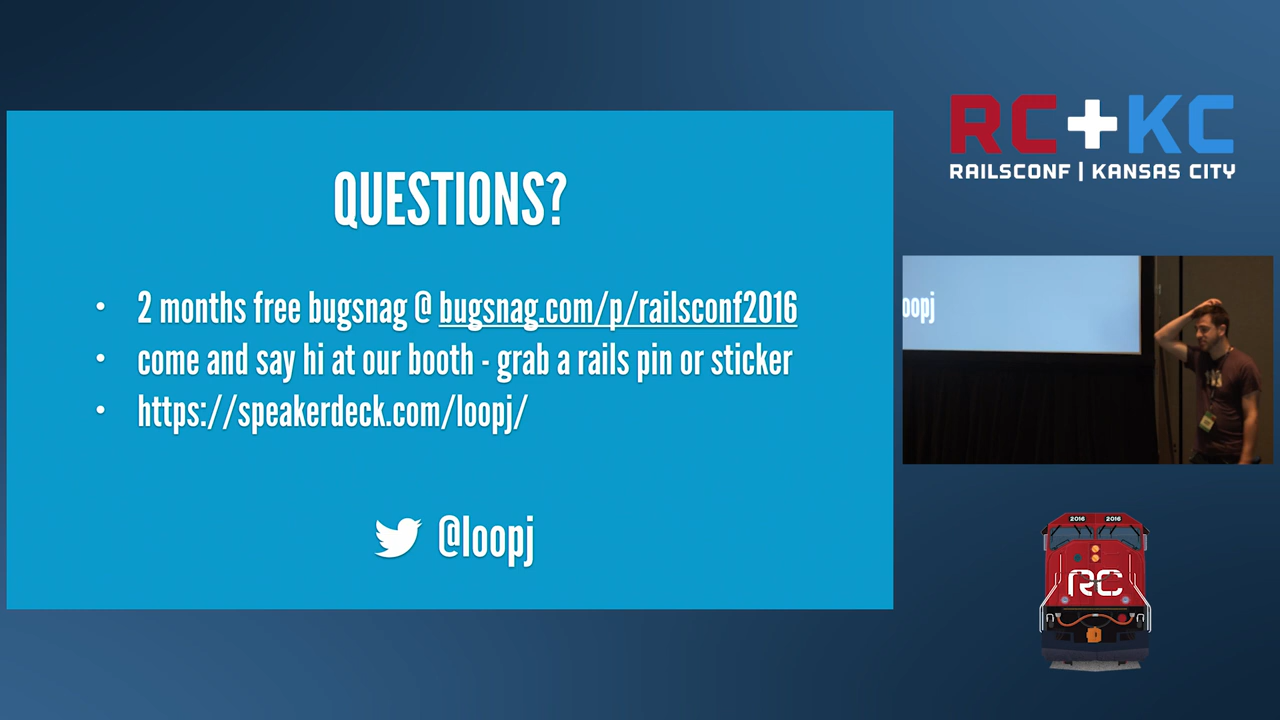 QUESTIONS?
• 2 months free bugsnag @ bugsnag.com/p/railsconf2016
• come and say hi at our booth - grab a rails pin or sticker
• https://speakerdeck.com/loopj/
@loopj
RC+KC
RAILSCONF | KANSAS CITY
oopj
2016 2016
RC